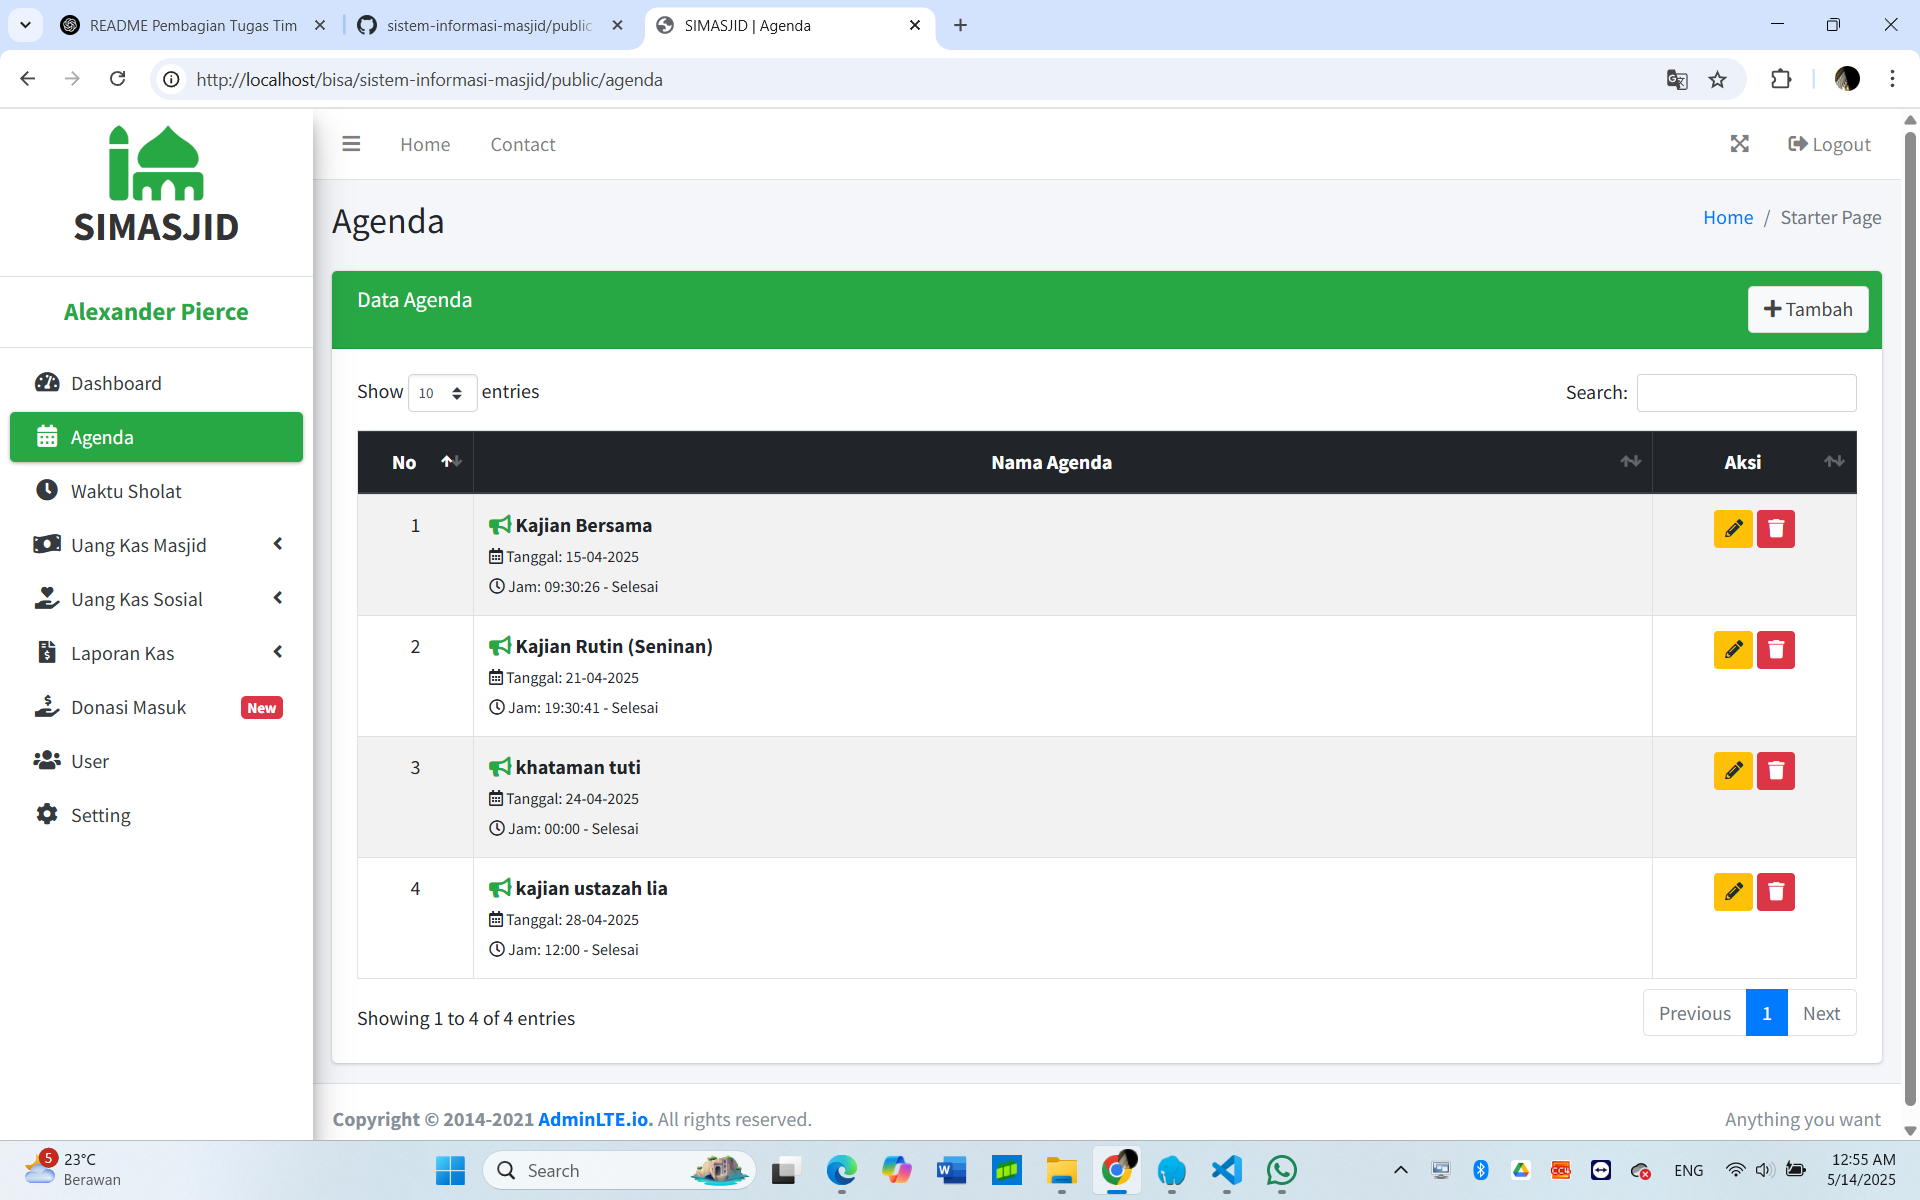 README Pembagian Tugas Tim
sistem-informasi-masjid/public
SIMASJID | Agenda
http://localhost/bisa/sistem-informasi-masjid/public/agenda
SIMASJID
Home
Contact
Logout
Agenda
Home / Starter Page
Alexander Pierce
Dashboard
Agenda
Waktu Sholat
Uang Kas Masjid
Uang Kas Sosial
Laporan Kas
Donasi Masuk New
User
Setting
Data Agenda
Tambah
Show 10 entries
Search:
No Nama Agenda Aksi
1 Kajian Bersama
Tanggal: 15-04-2025
Jam: 09:30:26 - Selesai
2 Kajian Rutin (Seninan)
Tanggal: 21-04-2025
Jam: 19:30:41 - Selesai
3 khataman tuti
Tanggal: 24-04-2025
Jam: 00:00 - Selesai
4 kajian ustazah lia
Tanggal: 28-04-2025
Jam: 12:00 - Selesai
Showing 1 to 4 of 4 entries
Previous 1 Next
Copyright © 2014-2021 AdminLTE.io. All rights reserved.
Anything you want
5
23°C
Berawan
Search
ENG
12:55 AM
5/14/2025